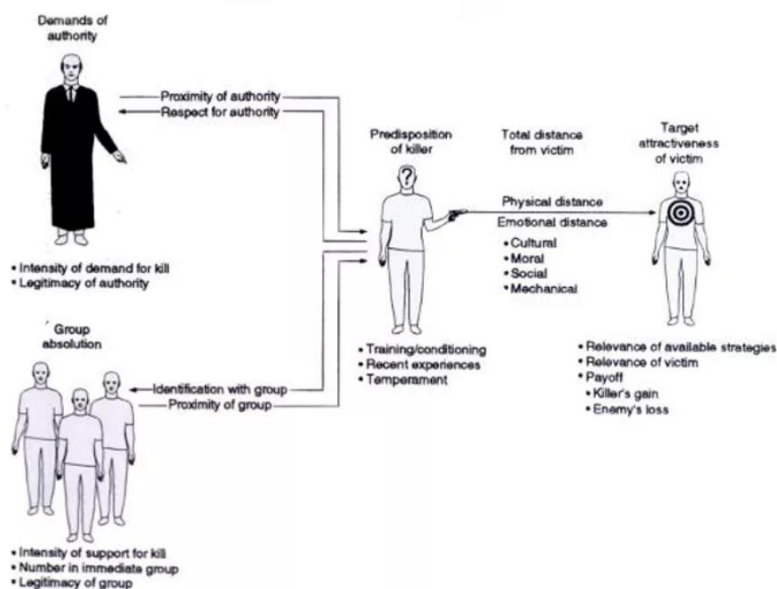 Demands of
authority
Proximity of authority
Respect for authority
• Intensity of demand for kill
• Legitimacy of authority
Group
absolution
Identification with group
Proximity of group
• Intensity of support for kill
• Number in immediate group
• Legitimacy of group
Predisposition
of killer
?
• Training/conditioning
• Recent experiences
• Temperament
Total distance
from victim
Physical distance
Emotional distance
• Cultural
• Moral
• Social
• Mechanical
Target
attractiveness
of victim
• Relevance of available strategies
• Relevance of victim
• Payoff
• Killer's gain
• Enemy's loss